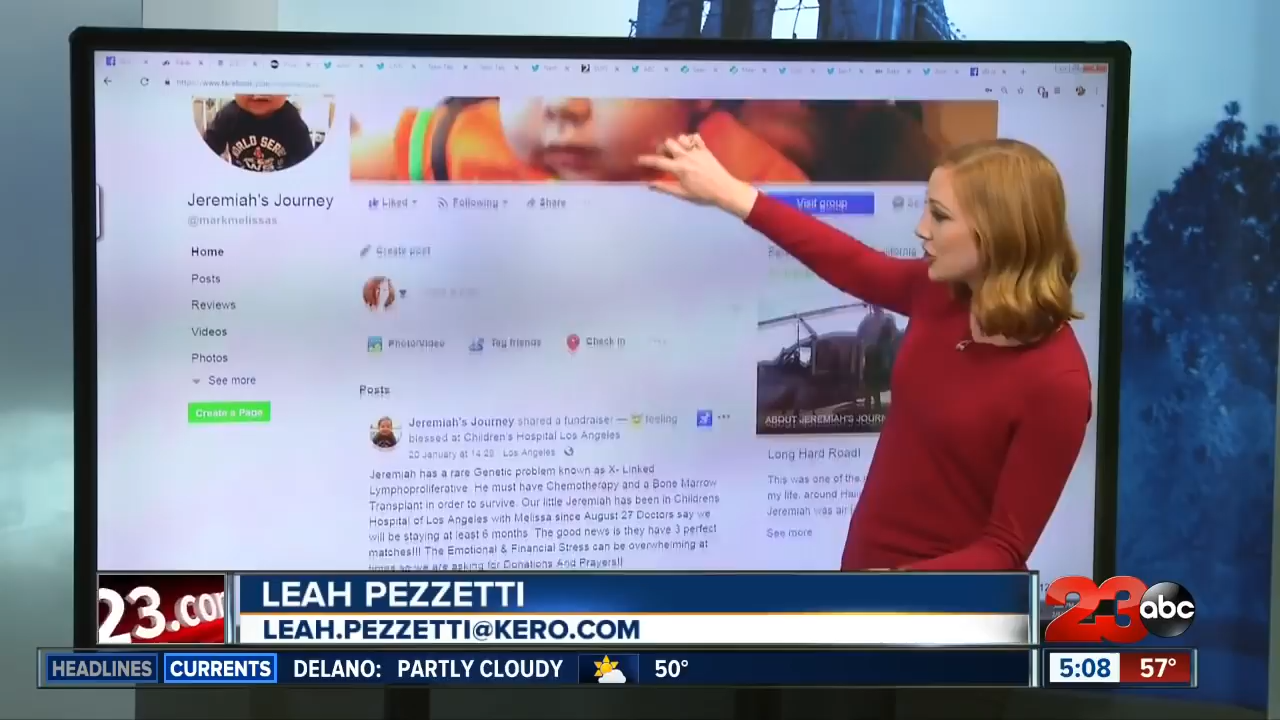 https://www.facebook.com
ORLD SERI
Jeremiah's Journey
@markmelissas
Liked
Following
Share
Visit group
Home
Posts
Reviews
Videos
Photos
See more
Create a Page
Create post
Photo/Video
Tag friends
Check in
Posts
Jeremiah's Journey shared a fundraiser — feeling
blessed at Children's Hospital Los Angeles
20 January at 14:28 · Los Angeles
Jeremiah has a rare Genetic problem known as X- Linked
Lymphoproliferative. He must have Chemotherapy and a Bone Marrow
Transplant in order to survive. Our little Jeremiah has been in Childrens
Hospital of Los Angeles with Melissa since August 27 Doctors say we
will be staying at least 6 months. The good news is they have 3 perfect
matches!!! The Emotional & Financial Stress can be overwhelming at
times so we are asking for Donations And Prayers!!
ABOUT JEREMIAH'S JOUR
Long Hard Road!
This was one of the
my life. around
Jeremiah was air
See more
23.co
LEAH PEZZETTI
LEAH.PEZZETTI@KERO.COM
23 abc
HEADLINES CURRENTS DELANO: PARTLY CLOUDY 50° 5:08 57°